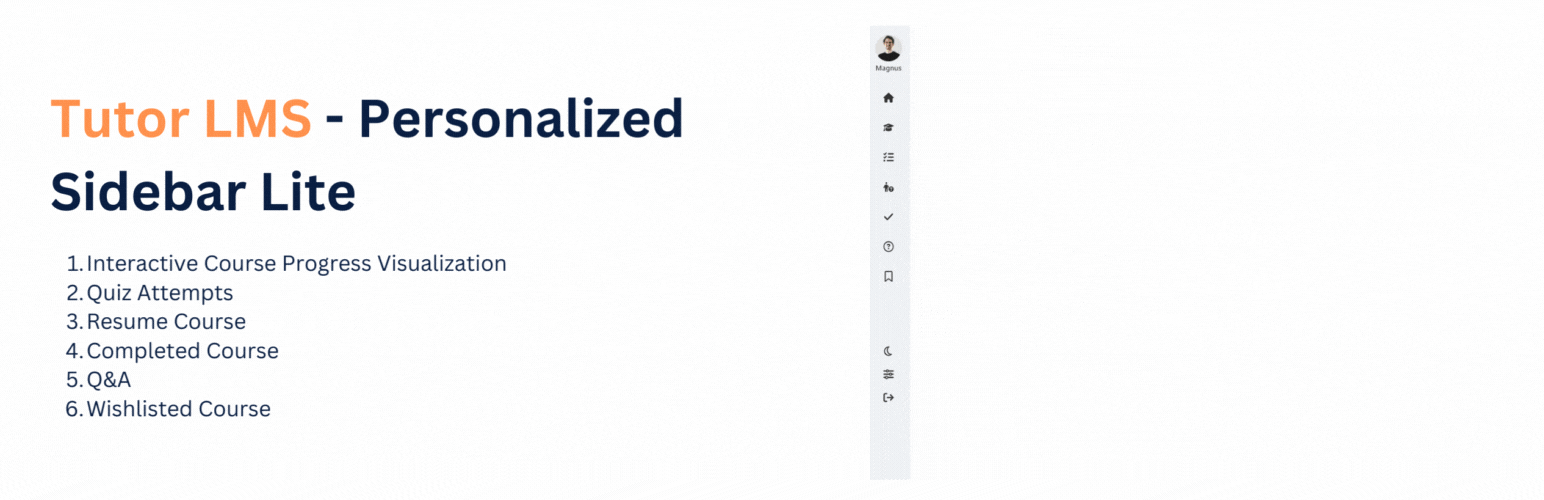 Tutor LMS - Personalized
Sidebar Lite
1. Interactive Course Progress Visualization
2. Quiz Attempts
3. Resume Course
4. Completed Course
5. Q&A
6. Wishlisted Course
Magnus